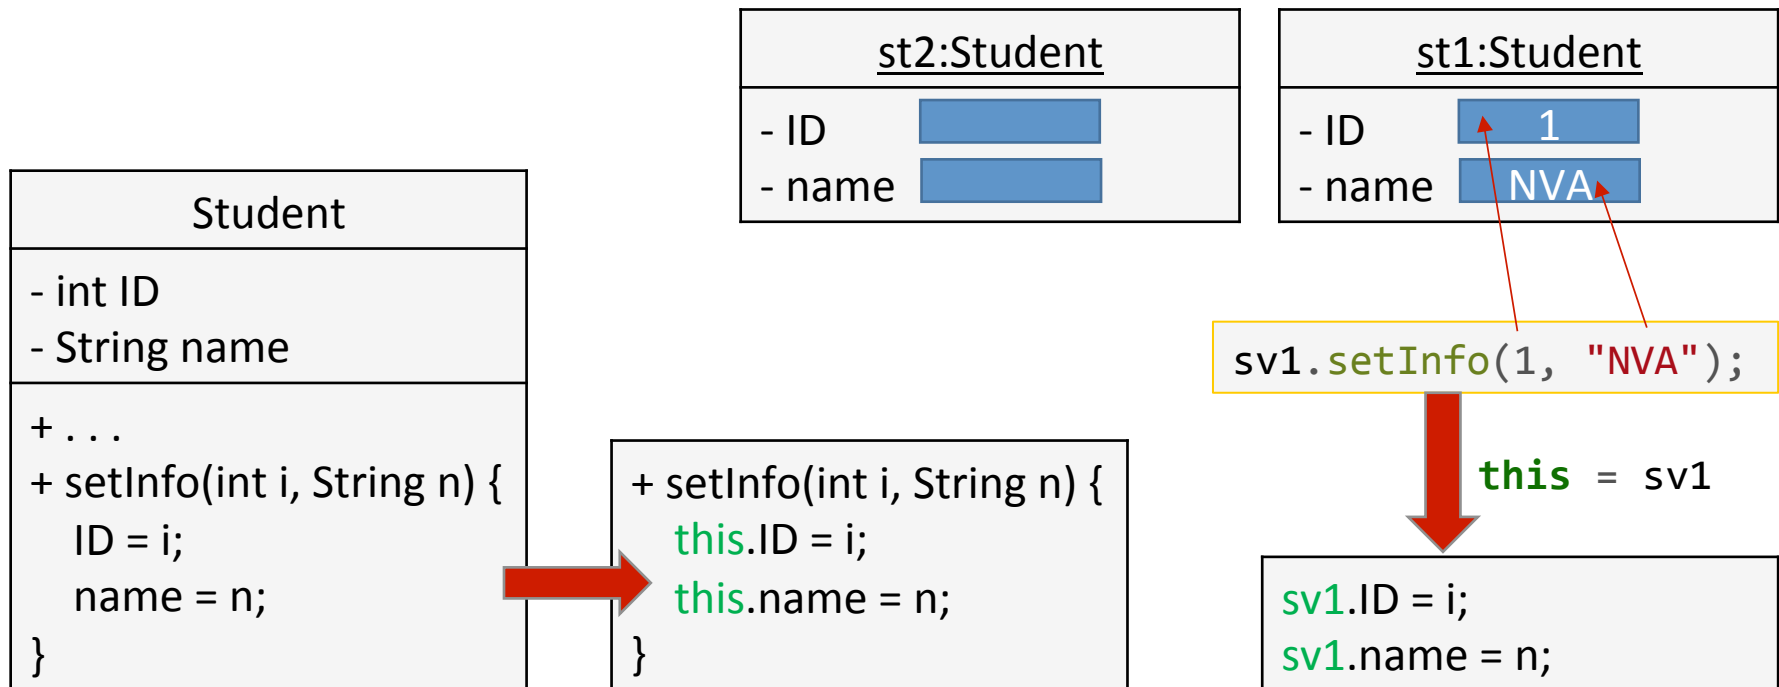 st2:Student
- ID
- name
st1:Student
- ID 1
- name NVA
Student
- int ID
- String name
+ . . .
+ setInfo(int i, String n) {
ID = i;
name = n;
}
+ setInfo(int i, String n) {
this.ID = i;
this.name = n;
}
sv1.setInfo(1, "NVA");
this = sv1
sv1.ID = i;
sv1.name = n;